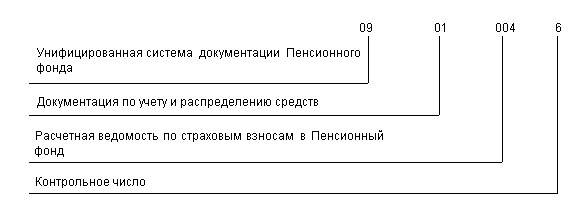 09 01 004 6
Унифицированная система документации Пенсионного
фонда
Документация по учету и распределению средств
Расчетная ведомость по страховым взносам в Пенсионный
фонд
Контрольное число